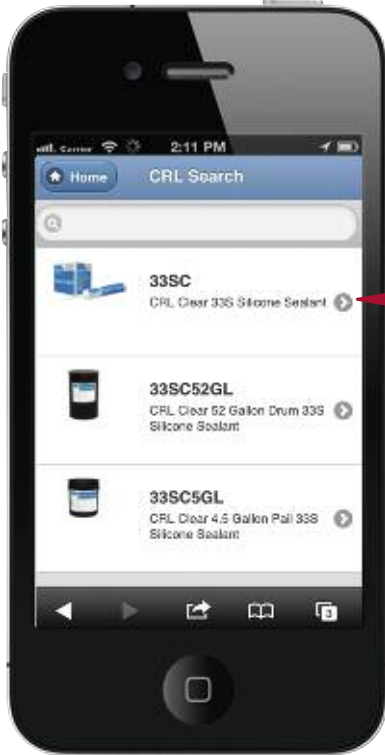 Carrier 2:11 PM
Home CRL Search
33SC
CRL Clear 33S Silicone Sealant
33SC52GL
CRL Clear 52 Gallon Drum 33S
Silicone Sealant
33SC5GL
CRL Clear 4.5 Gallon Pail 33S
Silicone Sealant
3